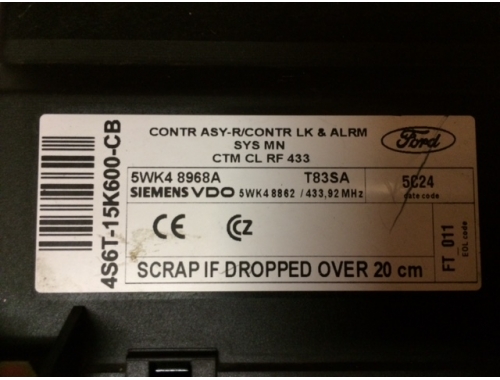 4S6T-15K600-CB
CONTR ASY-R/CONTR LK & ALRM
SYS MN
CTM CL RF 433
Ford
5WK4 8968A T83SA
SIEMENS VDO 5WK4 8862 / 433,92 MHz
5C24
date code
CE CCZ
SCRAP IF DROPPED OVER 20 cm
FT 011
EOL code